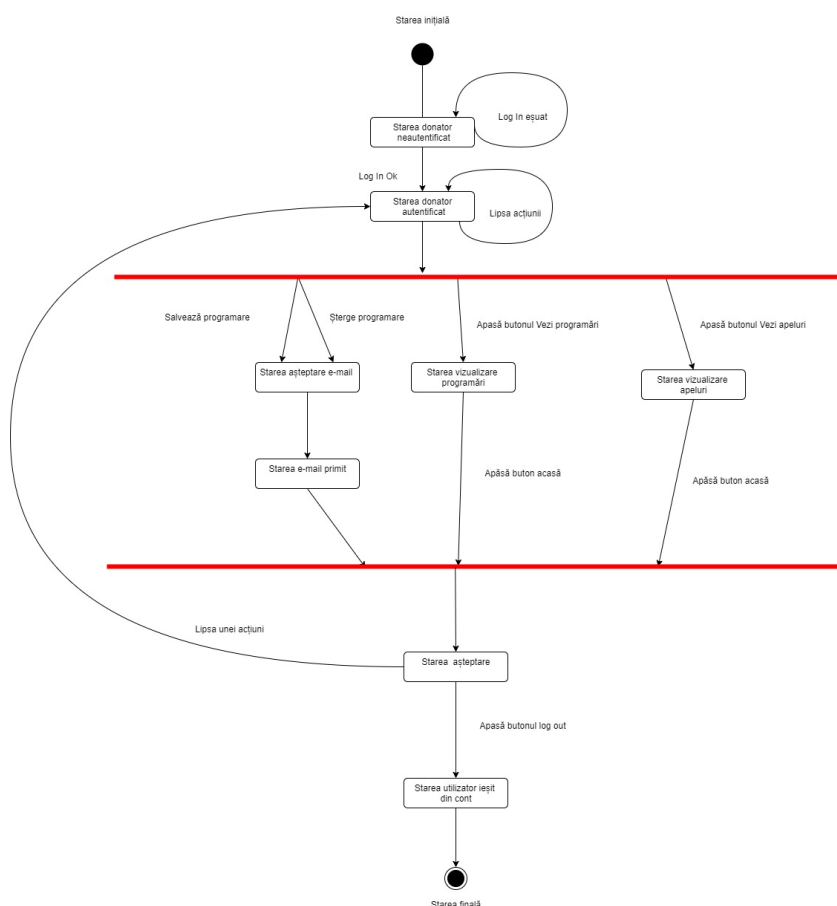 Starea inițială
Log In eșuat
Starea donator
neautentificat
Log In Ok
Starea donator
autentificat
Lipsa acțiunii
Salvează programare
Șterge programare
Apasă butonul Vezi programări
Apasă butonul Vezi apeluri
Starea așteptare e-mail
Starea vizualizare
programări
Starea vizualizare
apeluri
Starea e-mail primit
Apăsă buton acasă
Apăsă buton acasă
Lipsa unei acțiuni
Starea așteptare
Apasă butonul log out
Starea utilizator ieșit
din cont
Starea finală